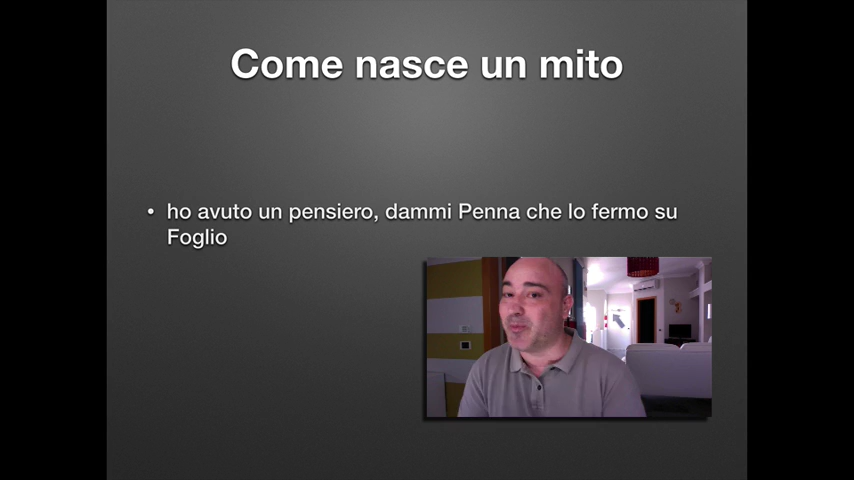 Come nasce un mito
• ho avuto un pensiero, dammi Penna che lo fermo su
Foglio